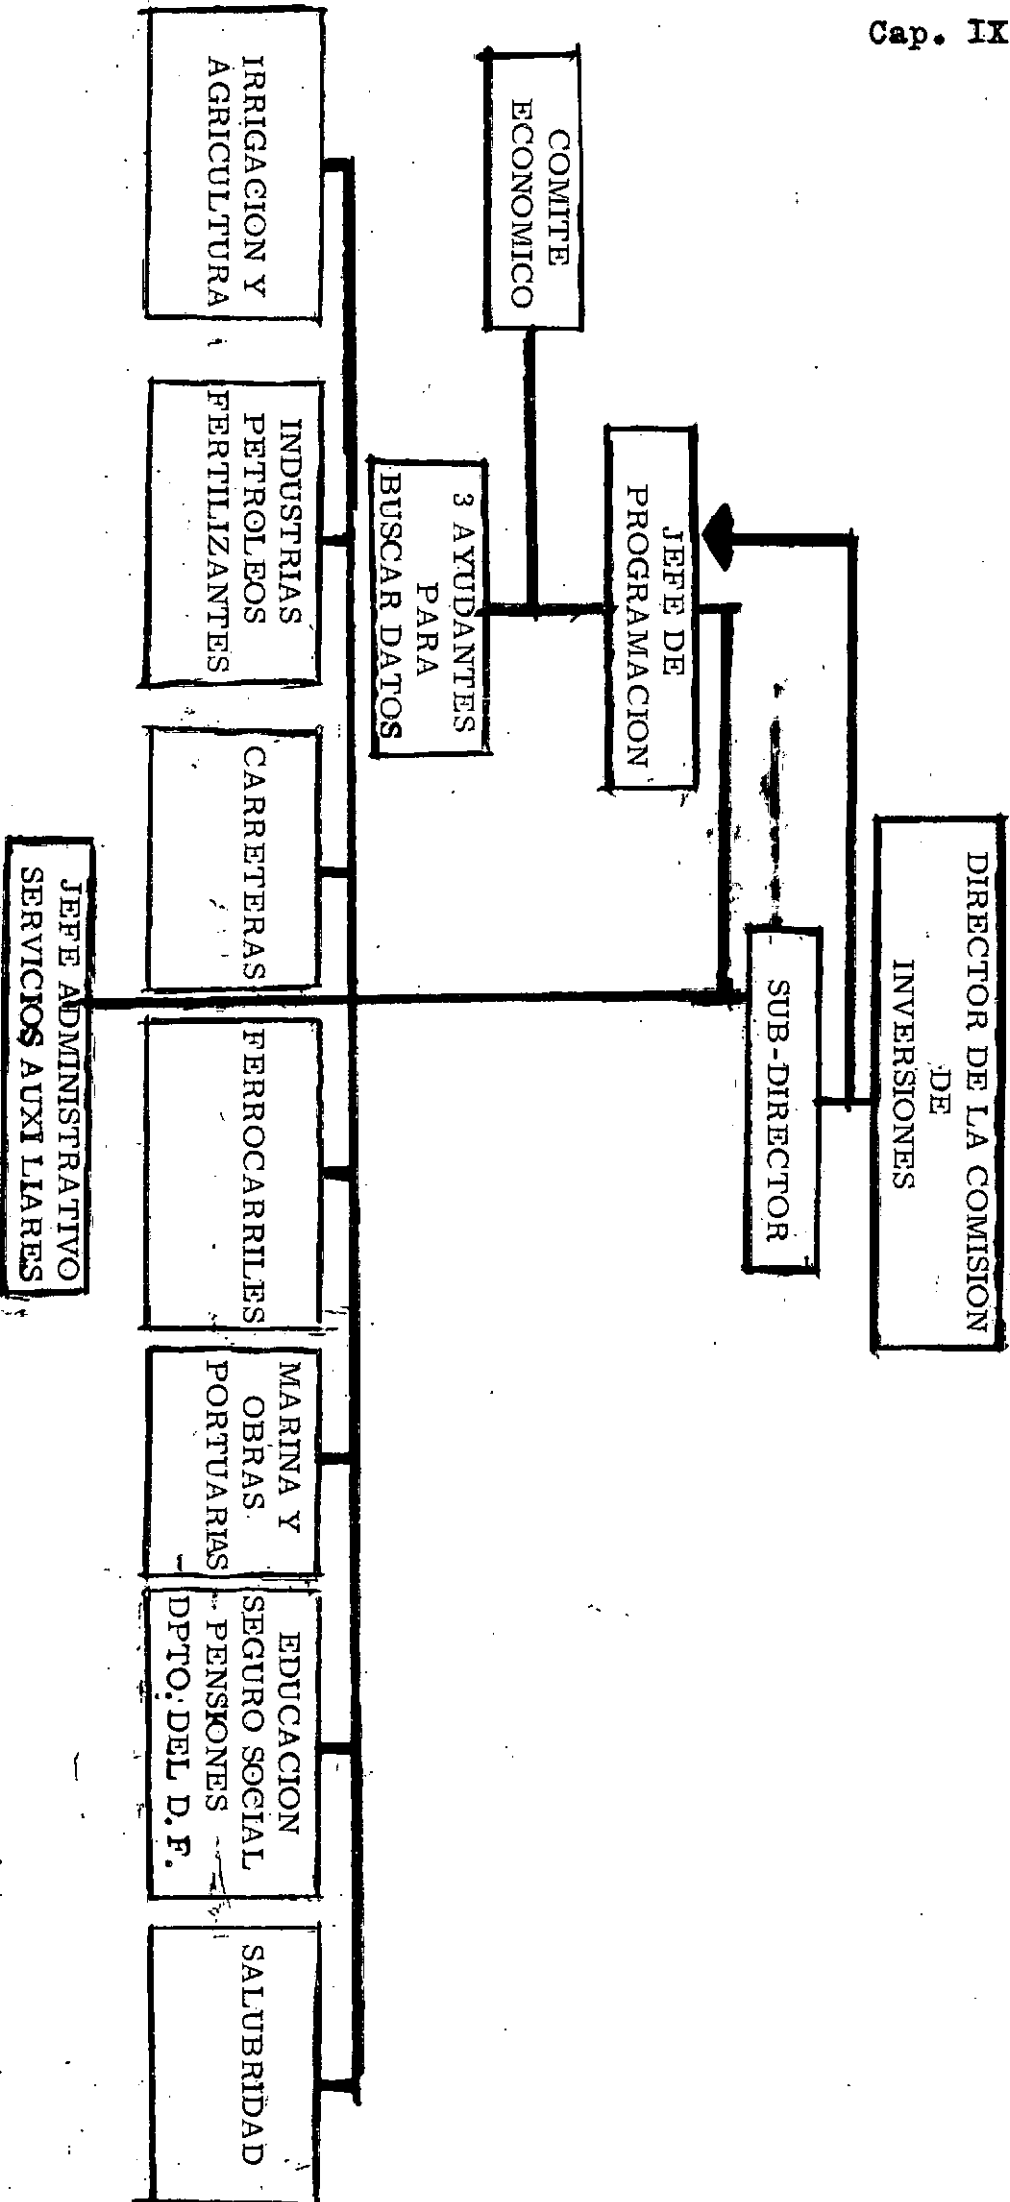 Cap. IX
DIRECTOR DE LA COMISION
DE
INVERSIONES
SUB-DIRECTOR
JEFE DE
PROGRAMACION
COMITE
ECONOMICO
3 AYUDANTES
PARA
BUSCAR DATOS
IRRIGACION Y
AGRICULTURA
INDUSTRIAS
PETROLEOS
FERTILIZANTES
CARRETERAS
FERROCARRILES
MARINA Y
OBRAS
PORTUARIAS
EDUCACION
SEGURO SOCIAL
PENSIONES
DPTO. DEL D. F.
SALUBRIDAD
JEFE ADMINISTRATIVO
SERVICIOS AUXILIARES